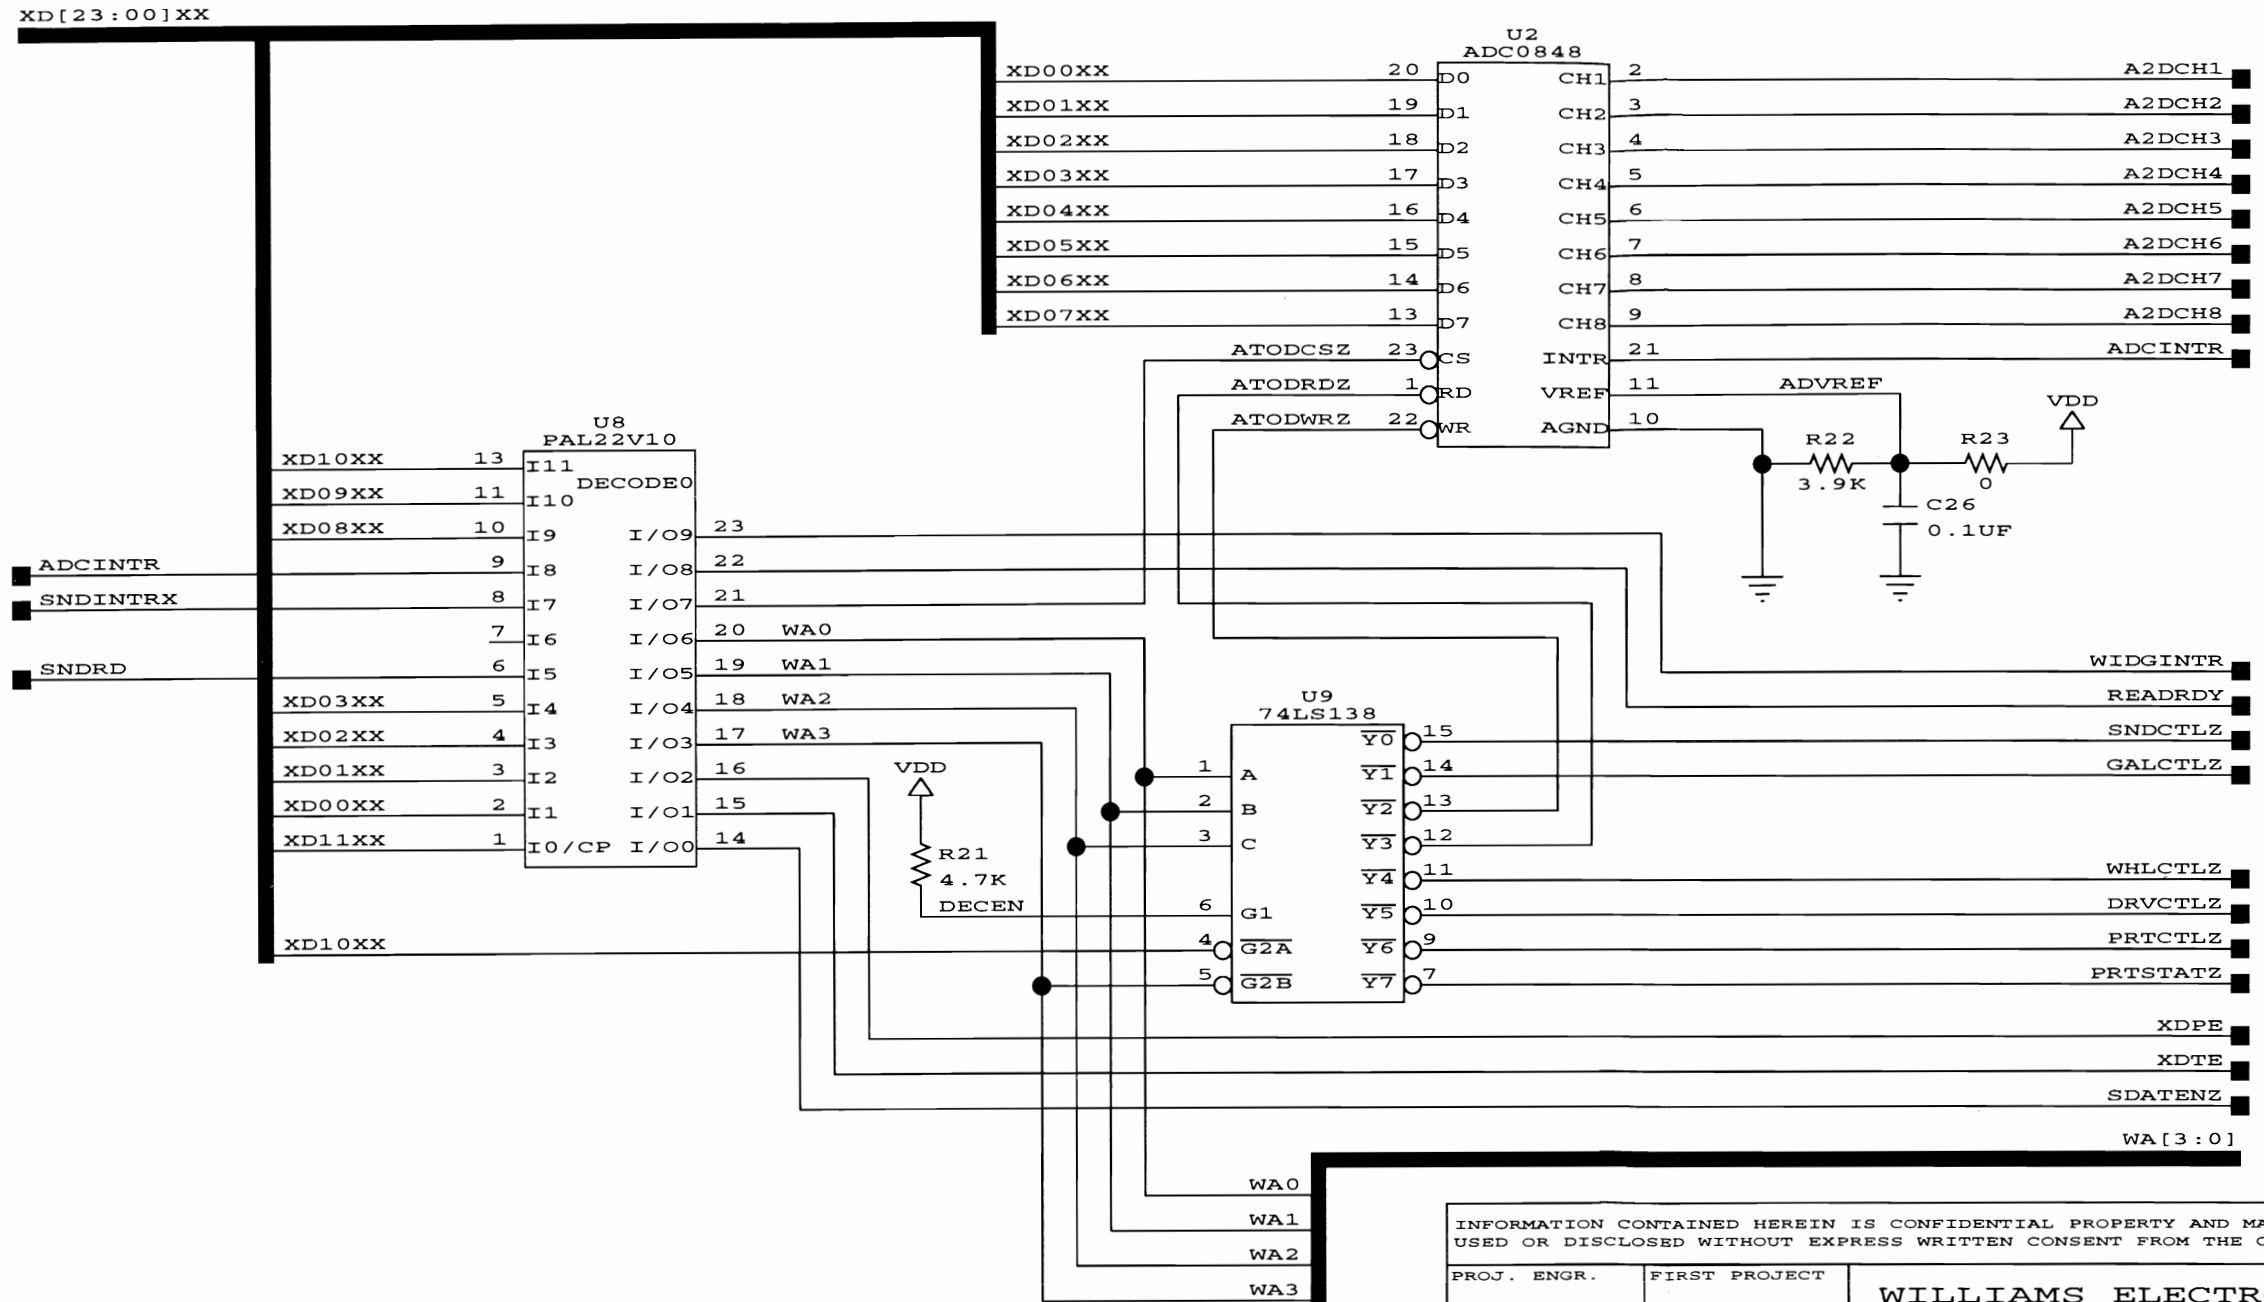 XD[23:00]XX
U2
ADC0848
XD00XX 20 D0 CH1 2 A2DCH1
XD01XX 19 D1 CH2 3 A2DCH2
XD02XX 18 D2 CH3 4 A2DCH3
XD03XX 17 D3 CH4 5 A2DCH4
XD04XX 16 D4 CH5 6 A2DCH5
XD05XX 15 D5 CH6 7 A2DCH6
XD06XX 14 D6 CH7 8 A2DCH7
XD07XX 13 D7 CH8 9 A2DCH8
ATODCSZ 23 CS INTR 21 ADCINTR
ATODRDZ 1 RD VREF 11 ADVREF
ATODWRZ 22 WR AGND 10
VDD
R22
3.9K
R23
0
C26
0.1UF
U8
PAL22V10
DECODE0
XD10XX 13 I11
XD09XX 11 I10
XD08XX 10 I9 I/O9 23
ADCINTR 9 I8 I/O8 22
SNDINTRX 8 I7 I/O7 21
7 I6 I/O6 20 WA0
SNDRD 6 I5 I/O5 19 WA1
XD03XX 5 I4 I/O4 18 WA2
XD02XX 4 I3 I/O3 17 WA3
XD01XX 3 I2 I/O2 16
XD00XX 2 I1 I/O1 15
XD11XX 1 I0/CP I/O0 14
WIDGINTR
READRDY
VDD
R21
4.7K
DECEN
U9
74LS138
Y0 15 SNDCTLZ
1 A Y1 14 GALCTLZ
2 B Y2 13
3 C Y3 12
Y4 11 WHLCTLZ
6 G1 Y5 10 DRVCTLZ
XD10XX 4 G2A Y6 9 PRTCTLZ
5 G2B Y7 7 PRTSTATZ
XDPE
XDTE
SDATENZ
WA[3:0]
WA0
WA1
WA2
WA3
INFORMATION CONTAINED HEREIN IS CONFIDENTIAL PROPERTY AND MA
USED OR DISCLOSED WITHOUT EXPRESS WRITTEN CONSENT FROM THE
PROJ. ENGR. FIRST PROJECT
WILLIAMS ELECTR